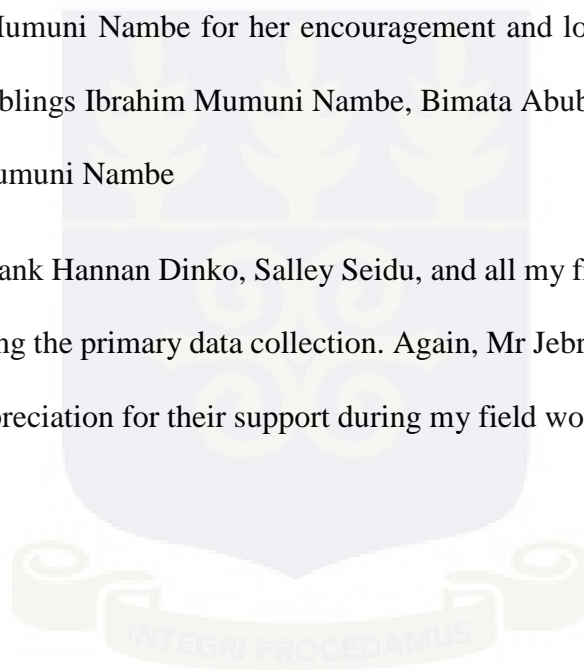 Mumuni Nambe for her encouragement and lo
blings Ibrahim Mumuni Nambe, Bimata Abub
umuni Nambe
ank Hannan Dinko, Salley Seidu, and all my fi
ng the primary data collection. Again, Mr Jebr
preciation for their support during my field wo
INTEGRI PROCEDAMUS